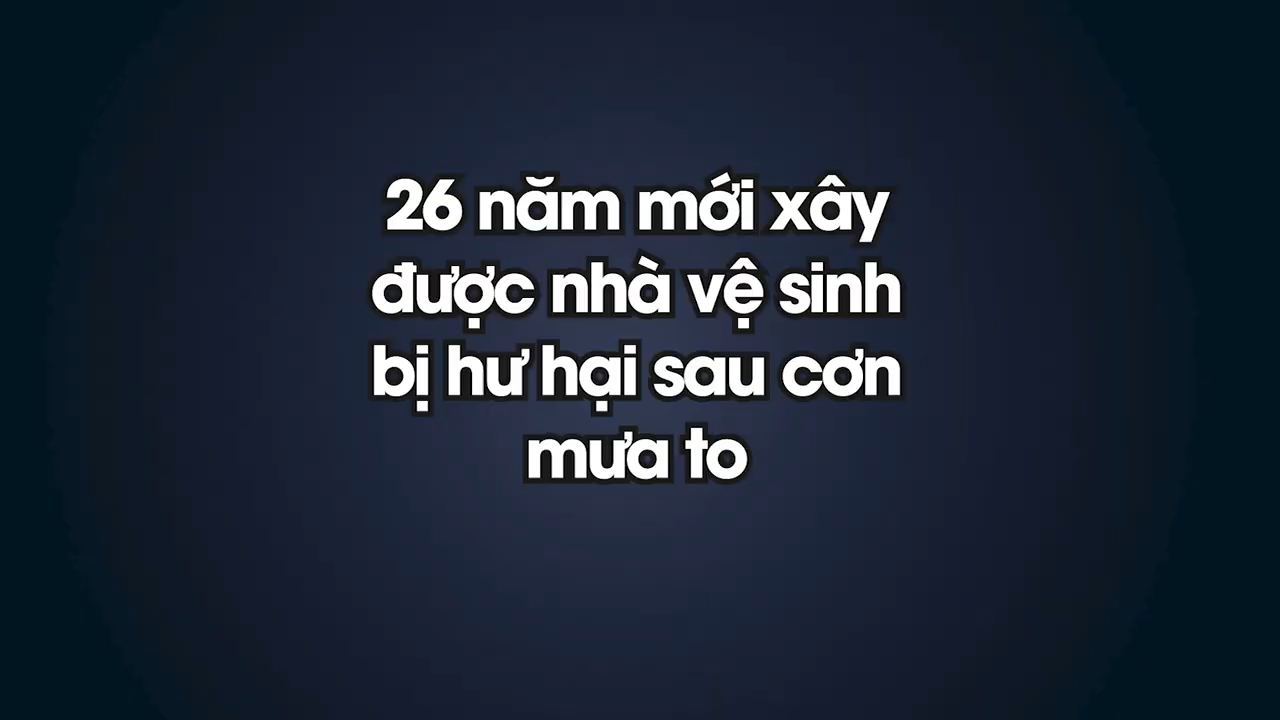 26 năm mới xây
được nhà vệ sinh
bị hư hại sau cơn
mưa to